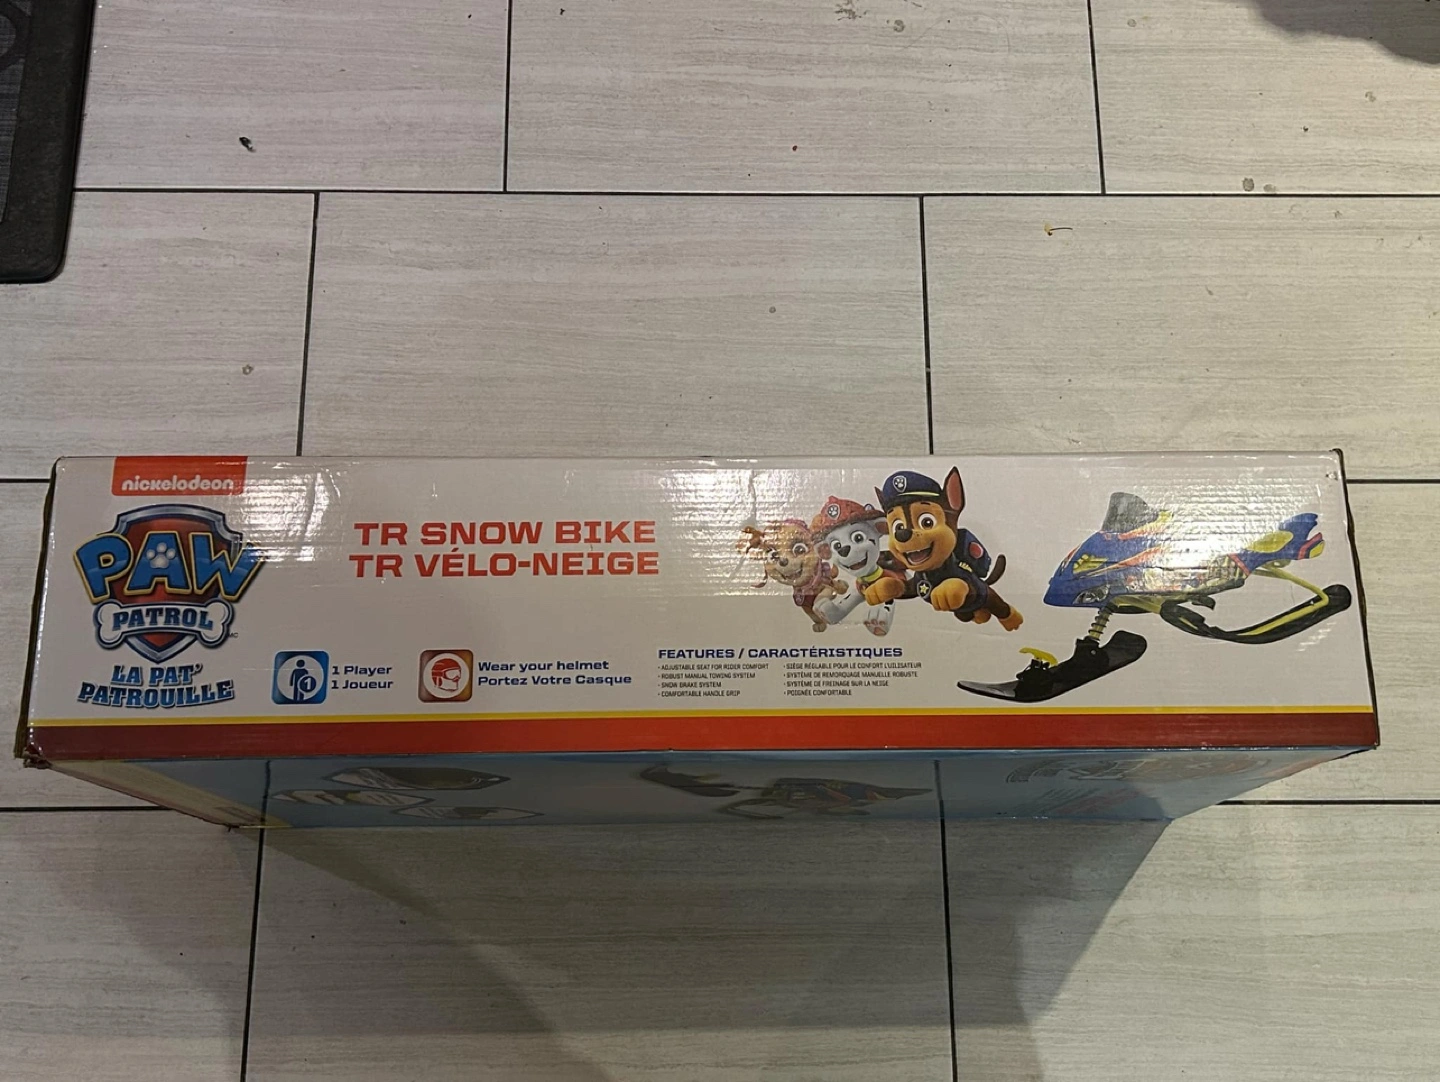 nickelodeon
PAW
PATROL
LA PAT'
PATROUILLE
TR SNOW BIKE
TR VÉLO-NEIGE
1 Player
1 Joueur
Wear your helmet
Portez Votre Casque
FEATURES / CARACTÉRISTIQUES
• ADJUSTABLE SEAT FOR RIDER COMFORT
• ROBUST MANUAL TOWING SYSTEM
• SNOW BRAKE SYSTEM
• COMFORTABLE HANDLE GRIP
• SIÈGE RÉGLABLE POUR LE CONFORT L'UTILISATEUR
• SYSTÈME DE REMORQUAGE MANUELLE ROBUSTE
• SYSTÈME DE FREINAGE SUR LA NEIGE
• POIGNÉE CONFORTABLE